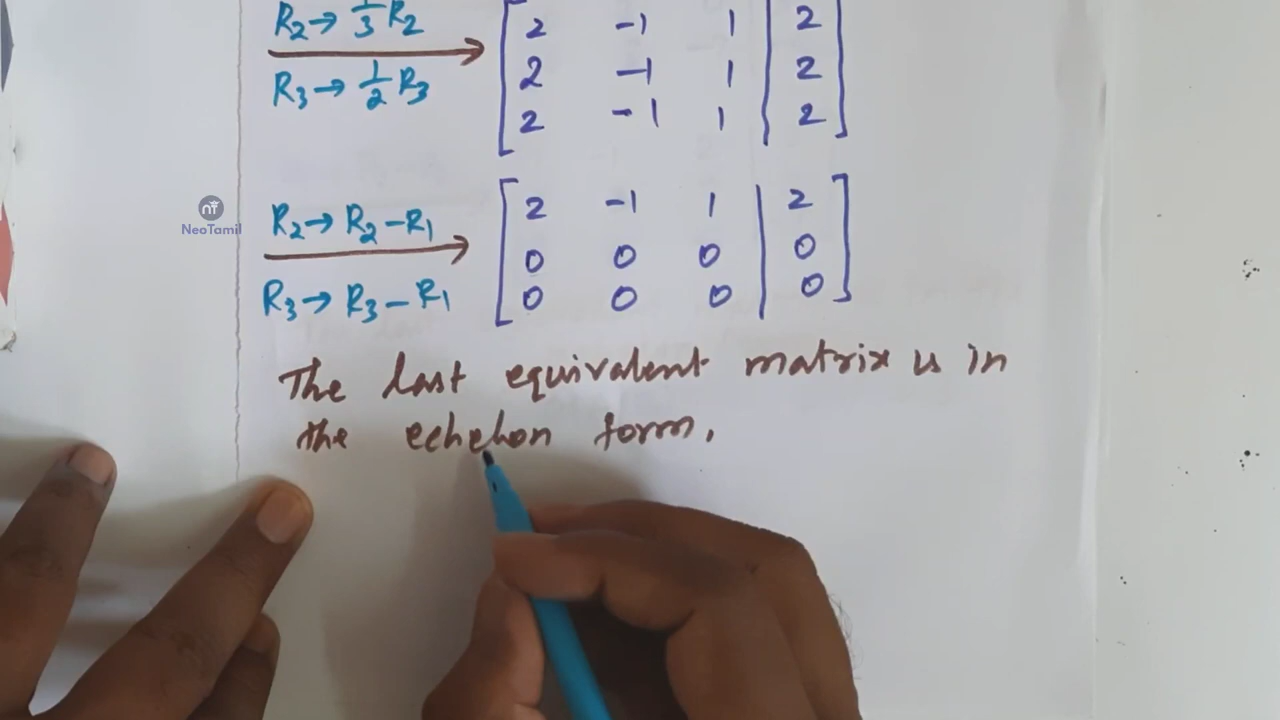 R2→ 1/3 R2
R3→ 1/2 R3
2 -1 1 | 2
2 -1 1 | 2
2 -1 1 | 2
NeoTamil
R2→ R2-R1
R3→ R3-R1
2 -1 1 | 2
0 0 0 | 0
0 0 0 | 0
The last equivalent matrix is in
the echelon form.